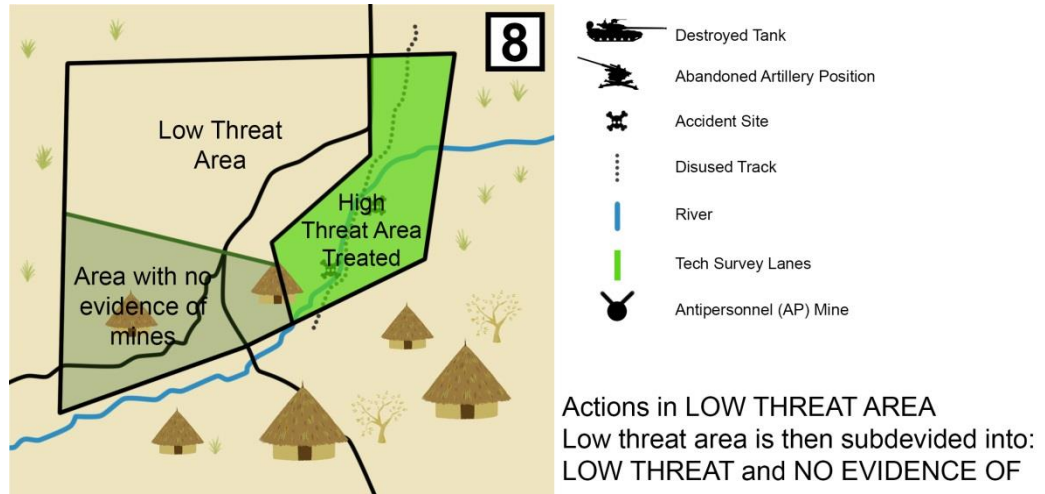 8
Low Threat
Area
High
Threat Area
Treated
Area with no
evidence of
mines
Destroyed Tank
Abandoned Artillery Position
Accident Site
Disused Track
River
Tech Survey Lanes
Antipersonnel (AP) Mine
Actions in LOW THREAT AREA
Low threat area is then subdevided into:
LOW THREAT and NO EVIDENCE OF